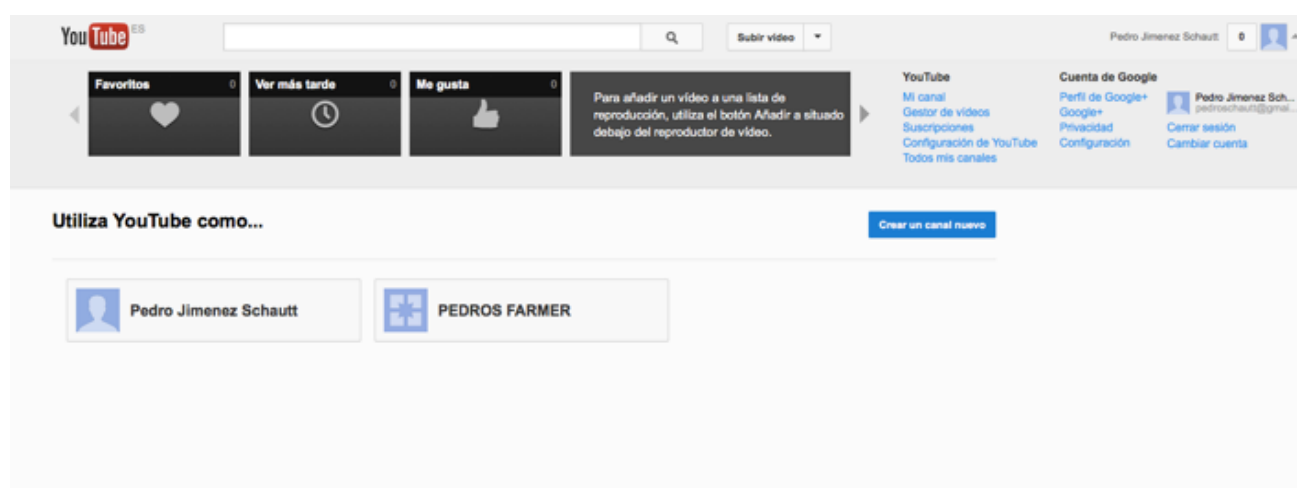 YouTube ES
Subir vídeo
Pedro Jimenez Schautt 0
Favoritos 0
Ver más tarde 0
Me gusta 0
Para añadir un vídeo a una lista de
reproducción, utiliza el botón Añadir a situado
debajo del reproductor de vídeo.
YouTube
Mi canal
Gestor de vídeos
Suscripciones
Configuración de YouTube
Todos mis canales
Cuenta de Google
Perfil de Google+
Google+
Privacidad
Configuración
Pedro Jimenez Sch...
pedroschautt@gmai...
Cerrar sesión
Cambiar cuenta
Utiliza YouTube como...
Crear un canal nuevo
Pedro Jimenez Schautt
PEDROS FARMER